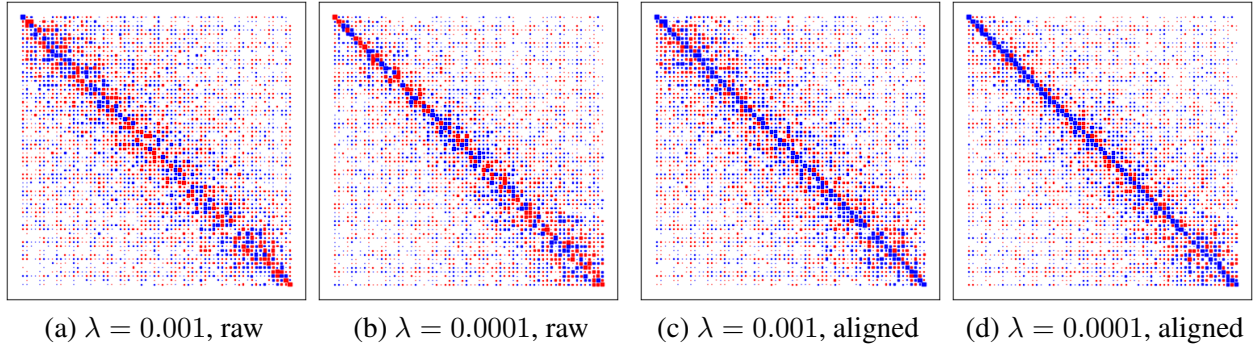 (a) λ = 0.001, raw
(b) λ = 0.0001, raw
(c) λ = 0.001, aligned
(d) λ = 0.0001, aligned